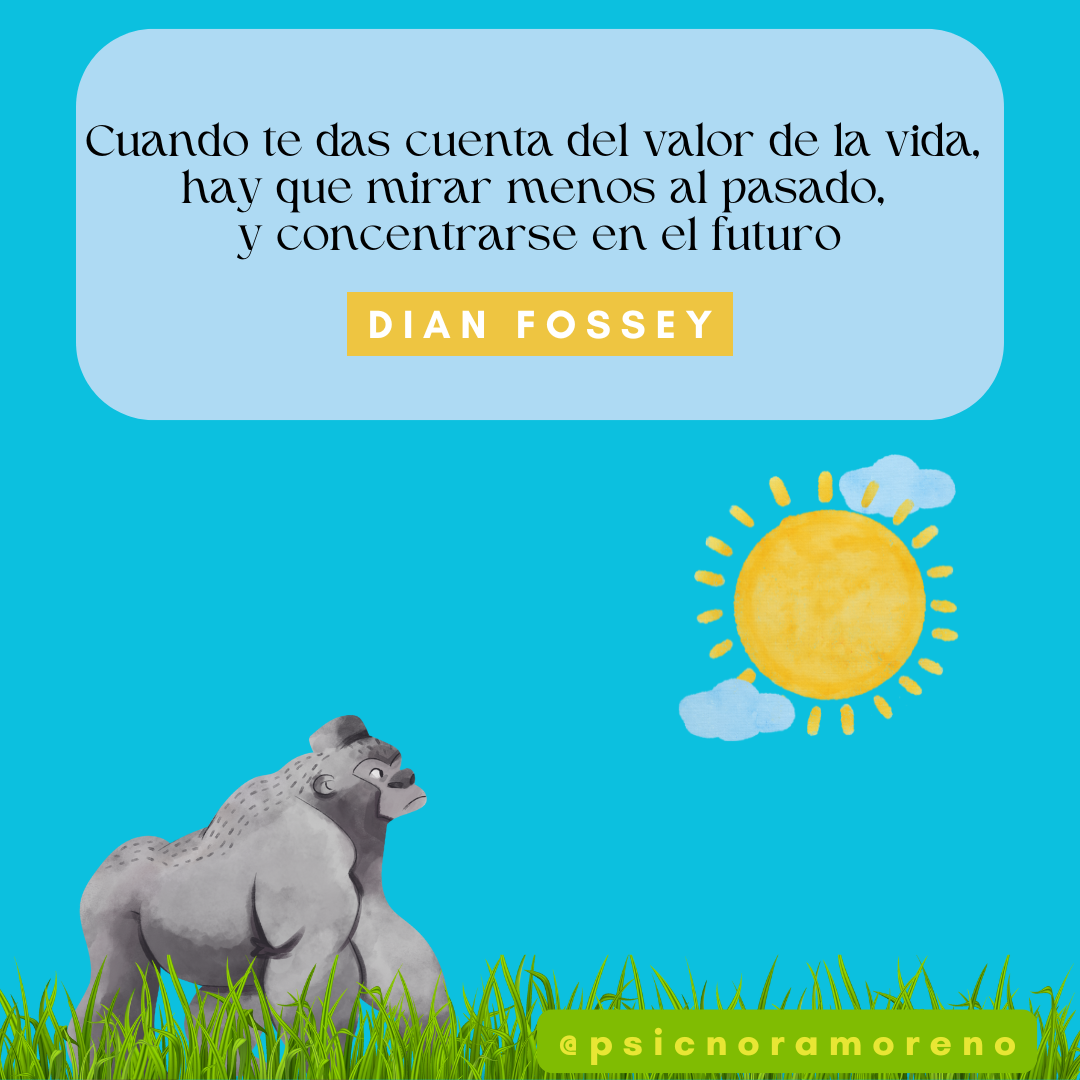 Cuando te das cuenta del valor de la vida,
hay que mirar menos al pasado,
y concentrarse en el futuro
DIAN FOSSEY
@psicnoramoreno